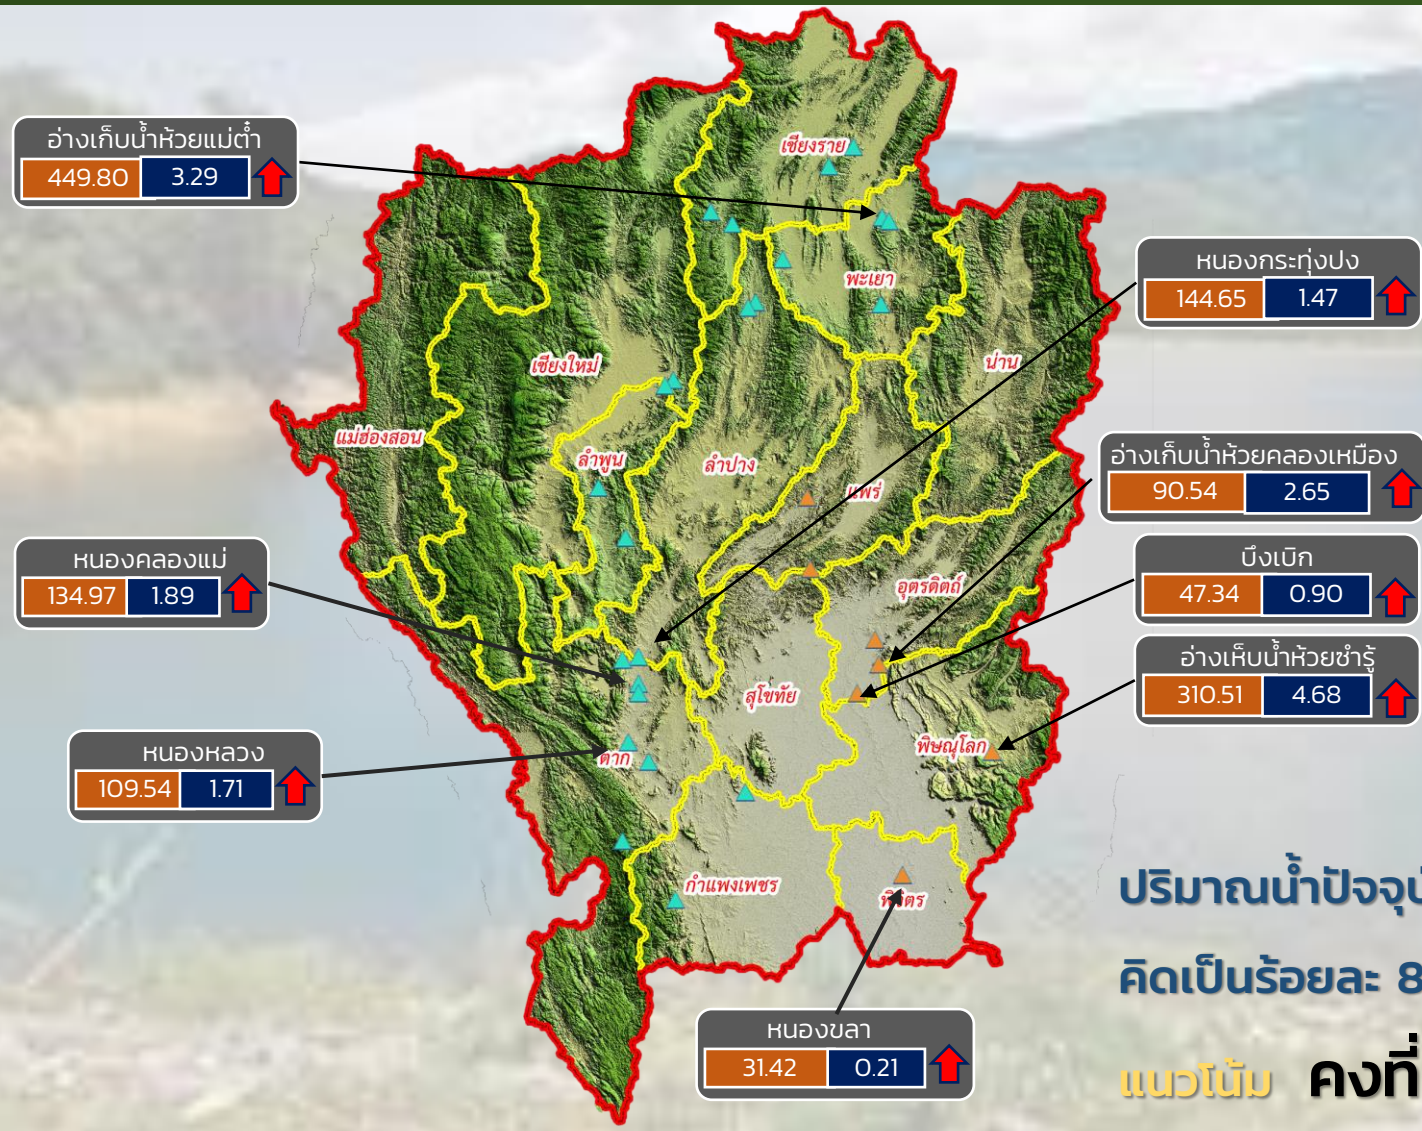 เชียงราย
อ่างเก็บน้ำห้วยแม่ต๋ำ
449.80 3.29
หนองกระทุ่งปง
144.65 1.47
พะเยา
น่าน
เชียงใหม่
แม่ฮ่องสอน
ลำพูน
ลำปาง
แพร่
อ่างเก็บน้ำห้วยคลองเหมือง
90.54 2.65
หนองคลองแม่
134.97 1.89
บึงเบิก
47.34 0.90
อุตรดิตถ์
อ่างเห็บน้ำห้วยซำรู้
310.51 4.68
สุโขทัย
พิษณุโลก
หนองหลวง
109.54 1.71
ตาก
กำแพงเพชร
ปริมาณน้ำปัจจุบั
คิดเป็นร้อยละ 8
หนองขลา
31.42 0.21
แนวโน้ม คงที่